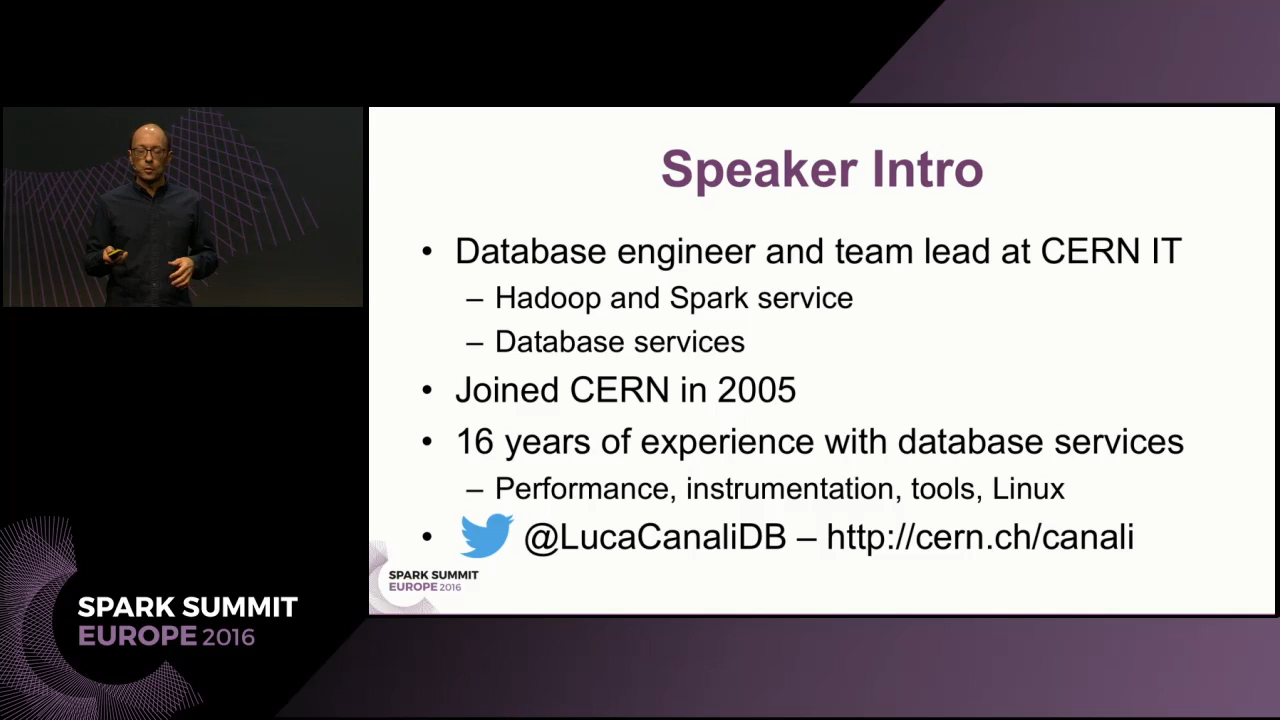 Speaker Intro
• Database engineer and team lead at CERN IT
– Hadoop and Spark service
– Database services
• Joined CERN in 2005
• 16 years of experience with database services
– Performance, instrumentation, tools, Linux
• @LucaCanaliDB – http://cern.ch/canali
SPARK SUMMIT
EUROPE 2016
SPARK SUMMIT
EUROPE 2016